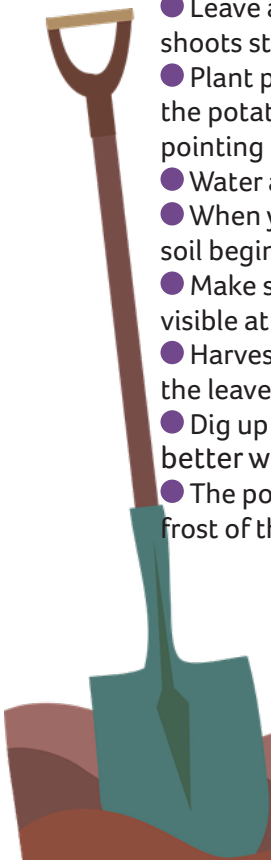 ● Leave
shoots st
● Plant p
the potat
pointing
● Water
● When y
soil begin
● Make s
visible at
● Harves
the leave
● Dig up
better w
● The po
frost of th